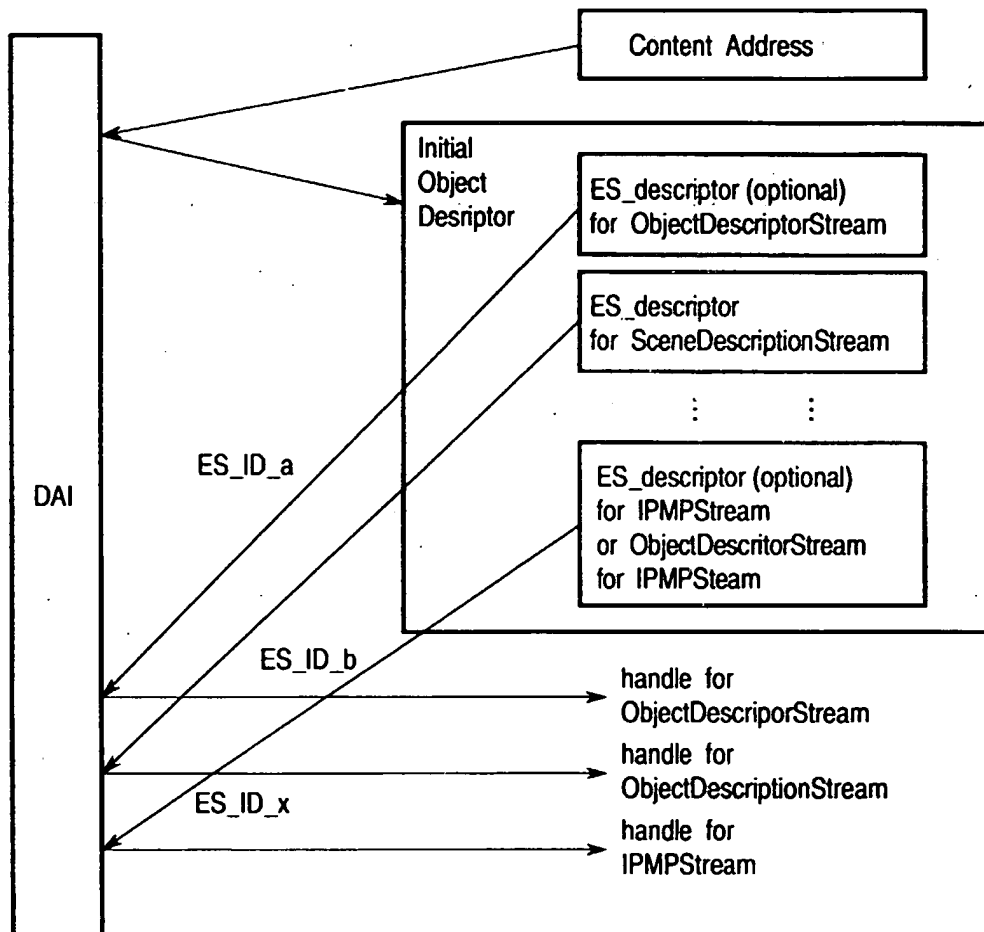 Content Address
Initial
Object
Desriptor
ES_descriptor (optional)
for ObjectDescriptorStream
ES_descriptor
for SceneDescriptionStream
ES_descriptor (optional)
for IPMPStream
or ObjectDescritorStream
for IPMPSteam
DAI
ES_ID_a
ES_ID_b
ES_ID_x
handle for
ObjectDescriporStream
handle for
ObjectDescriptionStream
handle for
IPMPStream